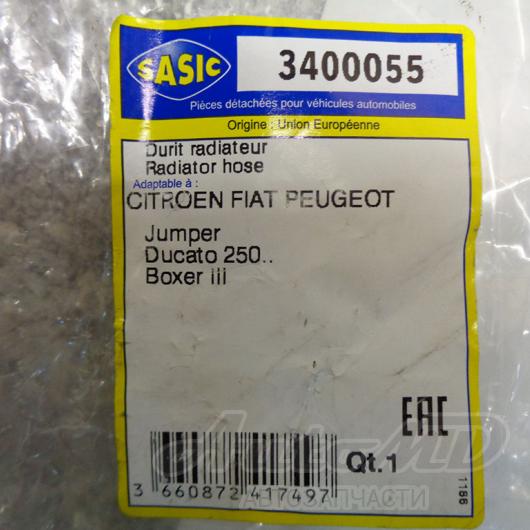 SASIC
3400055
Pièces détachées pour véhicules automobiles
Origine : Union Européenne
Durit radiateur
Radiator hose
Adaptable à :
CITROEN FIAT PEUGEOT
Jumper
Ducato 250..
Boxer III
EAC
Qt.1
3 660872 417497
1186
AutoMD
АВТОЗАПЧАСТИ